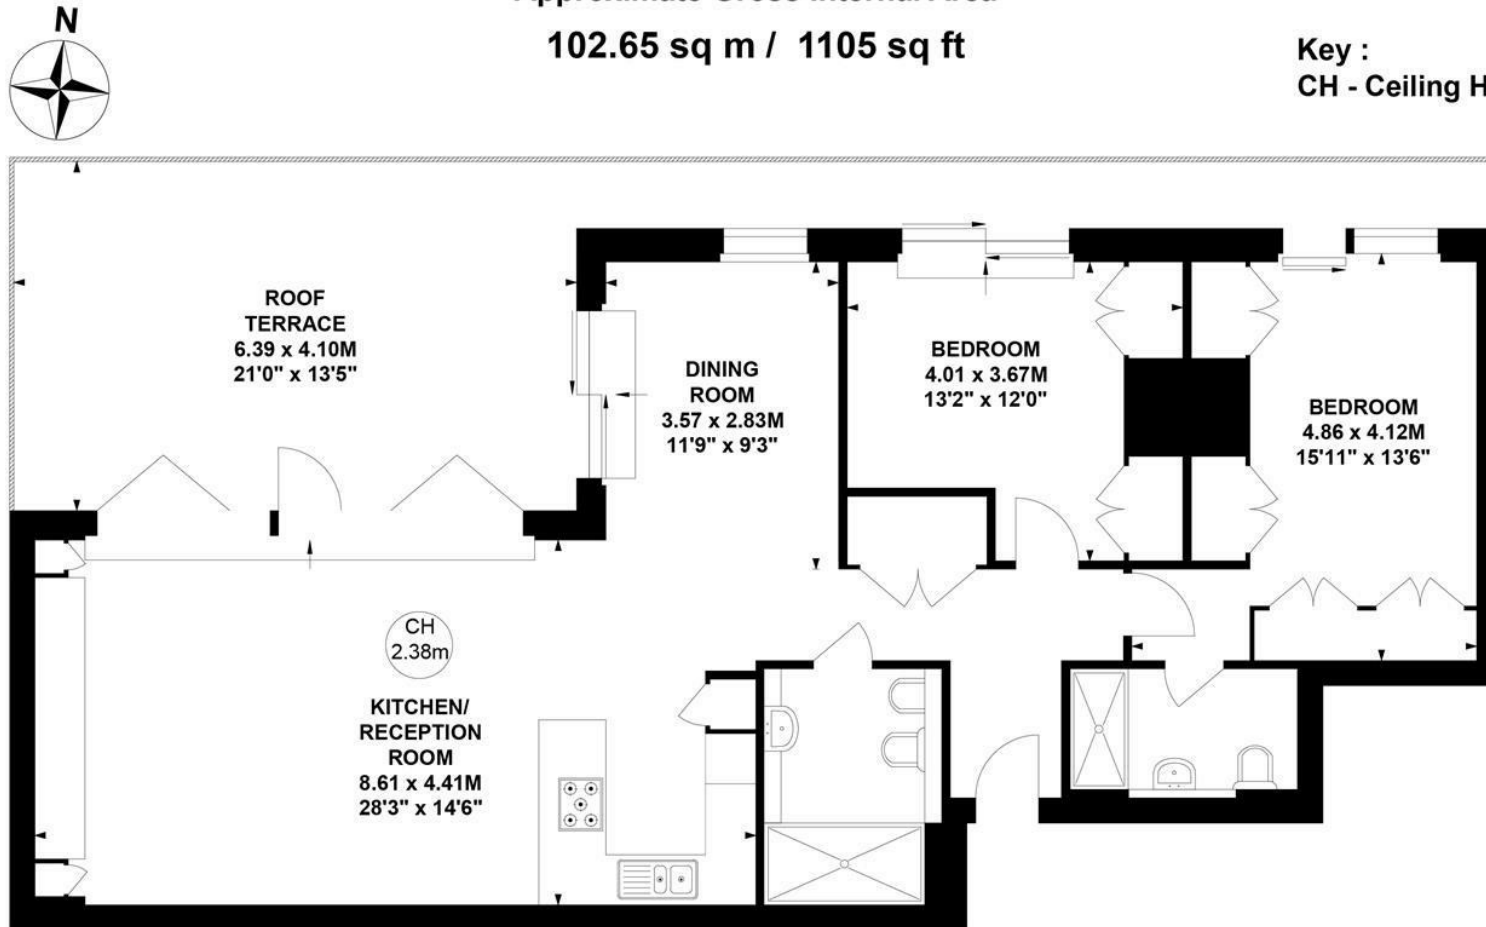 N
102.65 sq m / 1105 sq ft
Key :
CH - Ceiling H
ROOF
TERRACE
6.39 x 4.10M
21'0" x 13'5"
DINING
ROOM
3.57 x 2.83M
11'9" x 9'3"
BEDROOM
4.01 x 3.67M
13'2" x 12'0"
BEDROOM
4.86 x 4.12M
15'11" x 13'6"
CH
2.38m
KITCHEN/
RECEPTION
ROOM
8.61 x 4.41M
28'3" x 14'6"